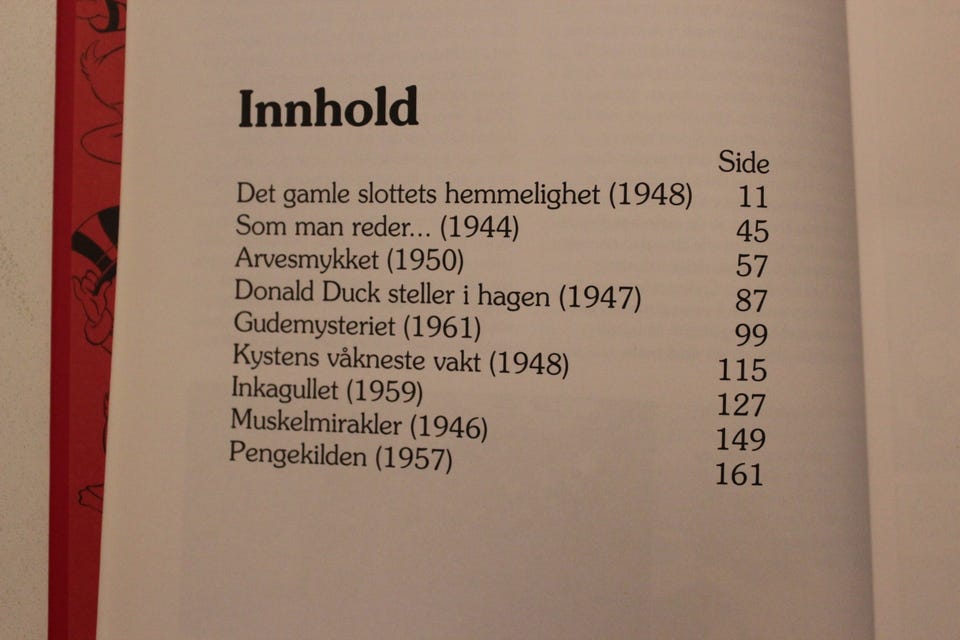 Innhold
Side
Det gamle slottets hemmelighet (1948) 11
Som man reder... (1944) 45
Arvesmykket (1950) 57
Donald Duck steller i hagen (1947) 87
Gudemysteriet (1961) 99
Kystens våkneste vakt (1948) 115
Inkagullet (1959) 127
Muskelmirakler (1946) 149
Pengekilden (1957) 161